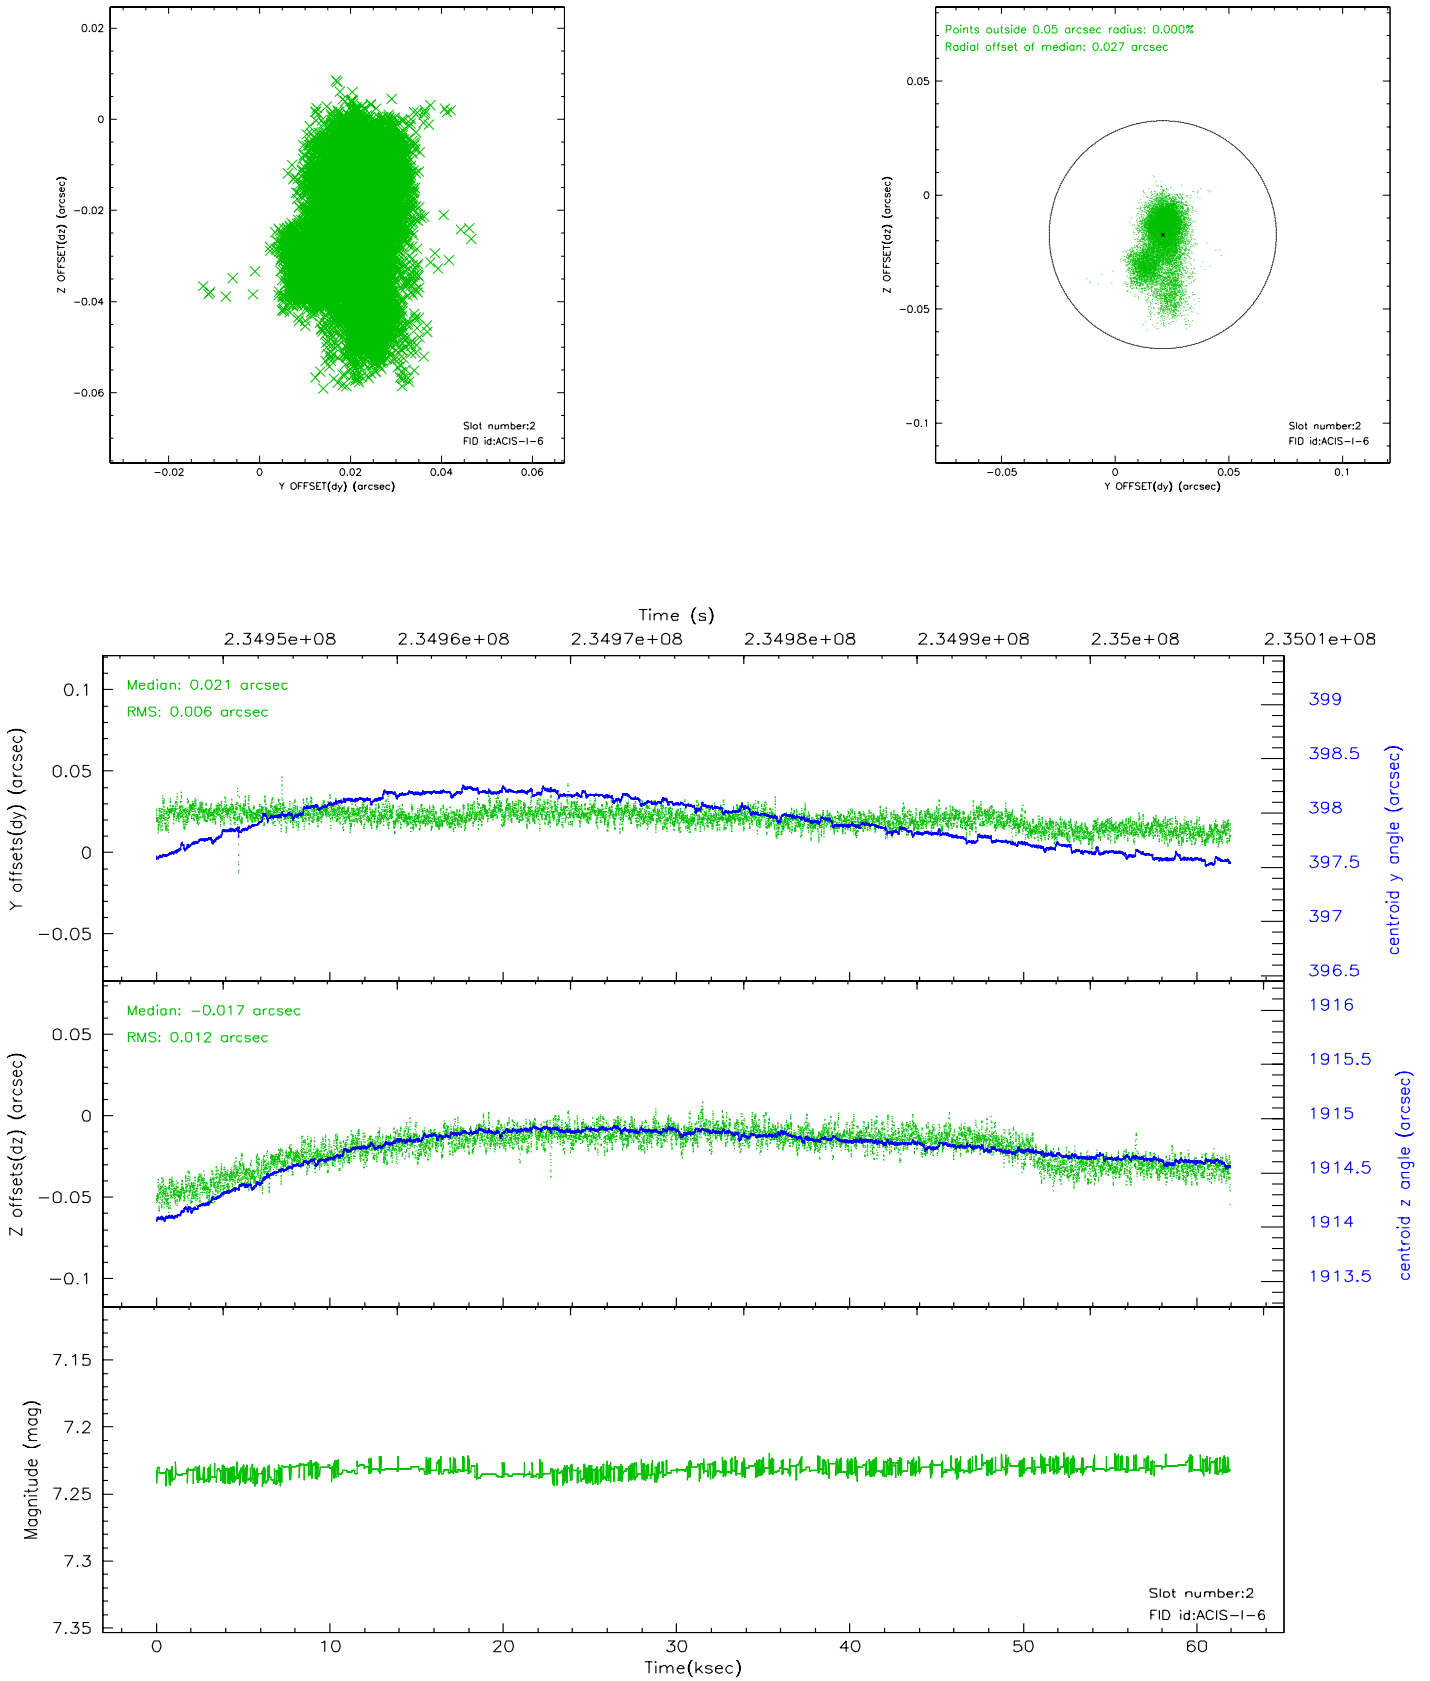 0.02
0
−0.02
−0.04
−0.06
Z OFFSET(dz) (arcsec)
Slot number:2
FID id:ACIS−I−6
−0.02 0 0.02 0.04 0.06
Y OFFSET(dy) (arcsec)
Points outside 0.05 arcsec radius: 0.000%
Radial offset of median: 0.027 arcsec
0.05
0
−0.05
−0.1
Z OFFSET(dz) (arcsec)
Slot number:2
FID id:ACIS−I−6
−0.05 0 0.05 0.1
Y OFFSET(dy) (arcsec)
Time (s)
2.3495e+08 2.3496e+08 2.3497e+08 2.3498e+08 2.3499e+08 2.35e+08 2.3501e+08
Median: 0.021 arcsec
RMS: 0.006 arcsec
0.1
0.05
0
−0.05
Y offsets(dy) (arcsec)
399
398.5
398
397.5
397
396.5
centroid y angle (arcsec)
Median: −0.017 arcsec
RMS: 0.012 arcsec
0.05
0
−0.05
−0.1
Z offsets(dz) (arcsec)
1916
1915.5
1915
1914.5
1914
1913.5
centroid z angle (arcsec)
7.15
7.2
7.25
7.3
7.35
Magnitude (mag)
Slot number:2
FID id:ACIS−I−6
0 10 20 30 40 50 60
Time(ksec)